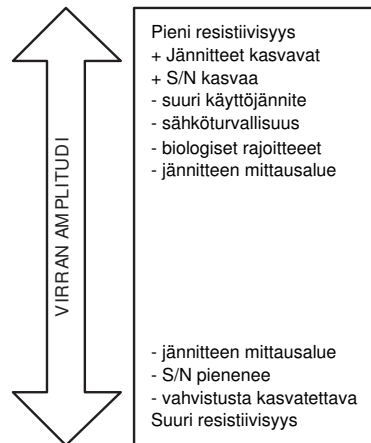 VIRRAN AMPLITUDI
Pieni resistiivisyys
+ Jännitteet kasvavat
+ S/N kasvaa
- suuri käyttöjännite
- sähköturvallisuus
- biologiset rajoitteeet
- jännitteen mittausalue
- jännitteen mittausalue
- S/N pienenee
- vahvistusta kasvatettava
Suuri resistiivisyys